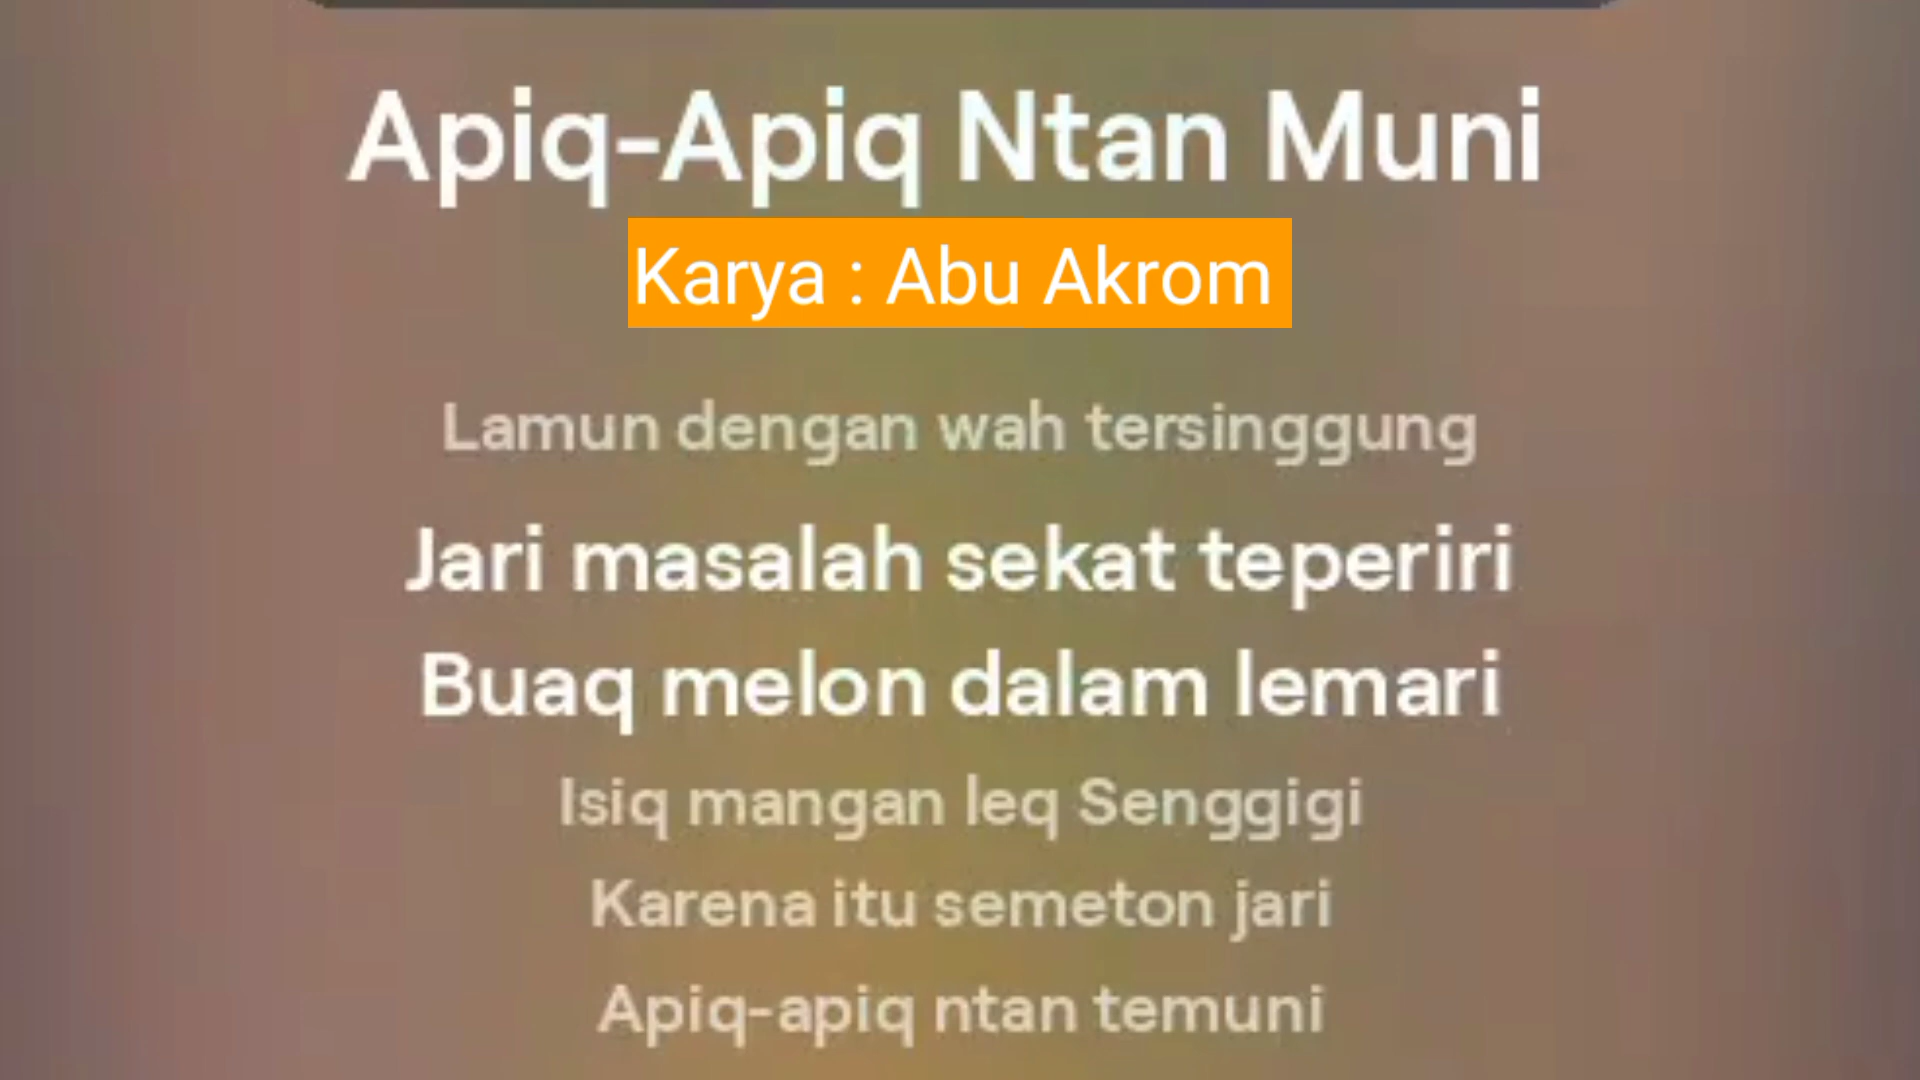 Apiq-Apiq Ntan Muni
Karya : Abu Akrom
Lamun dengan wah tersinggung
Jari masalah sekat teperiri
Buaq melon dalam lemari
Isiq mangan leq Senggigi
Karena itu semeton jari
Apiq-apiq ntan temuni